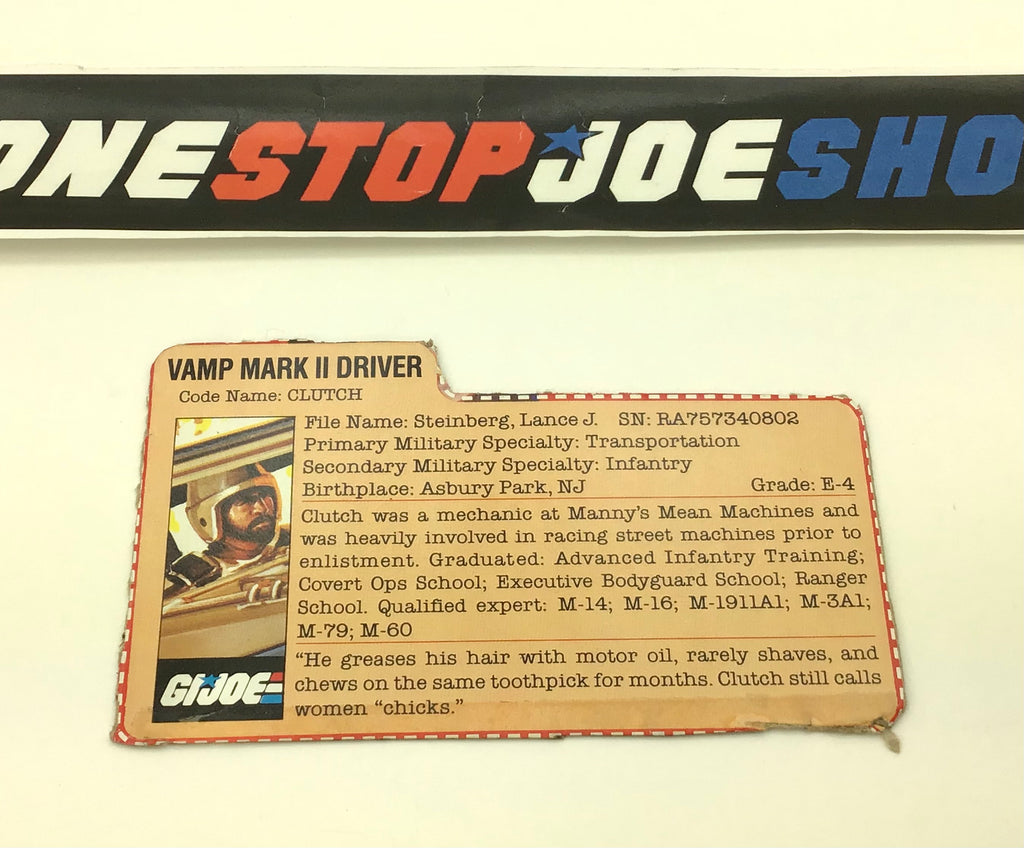 ONE STOP JOE SHO
VAMP MARK II DRIVER
Code Name: CLUTCH
File Name: Steinberg, Lance J. SN: RA757340802
Primary Military Specialty: Transportation
Secondary Military Specialty: Infantry
Birthplace: Asbury Park, NJ Grade: E-4
Clutch was a mechanic at Manny's Mean Machines and
was heavily involved in racing street machines prior to
enlistment. Graduated: Advanced Infantry Training;
Covert Ops School; Executive Bodyguard School; Ranger
School. Qualified expert: M-14; M-16; M-1911A1; M-3A1;
M-79; M-60
"He greases his hair with motor oil, rarely shaves, and
chews on the same toothpick for months. Clutch still calls
women "chicks."
GI JOE